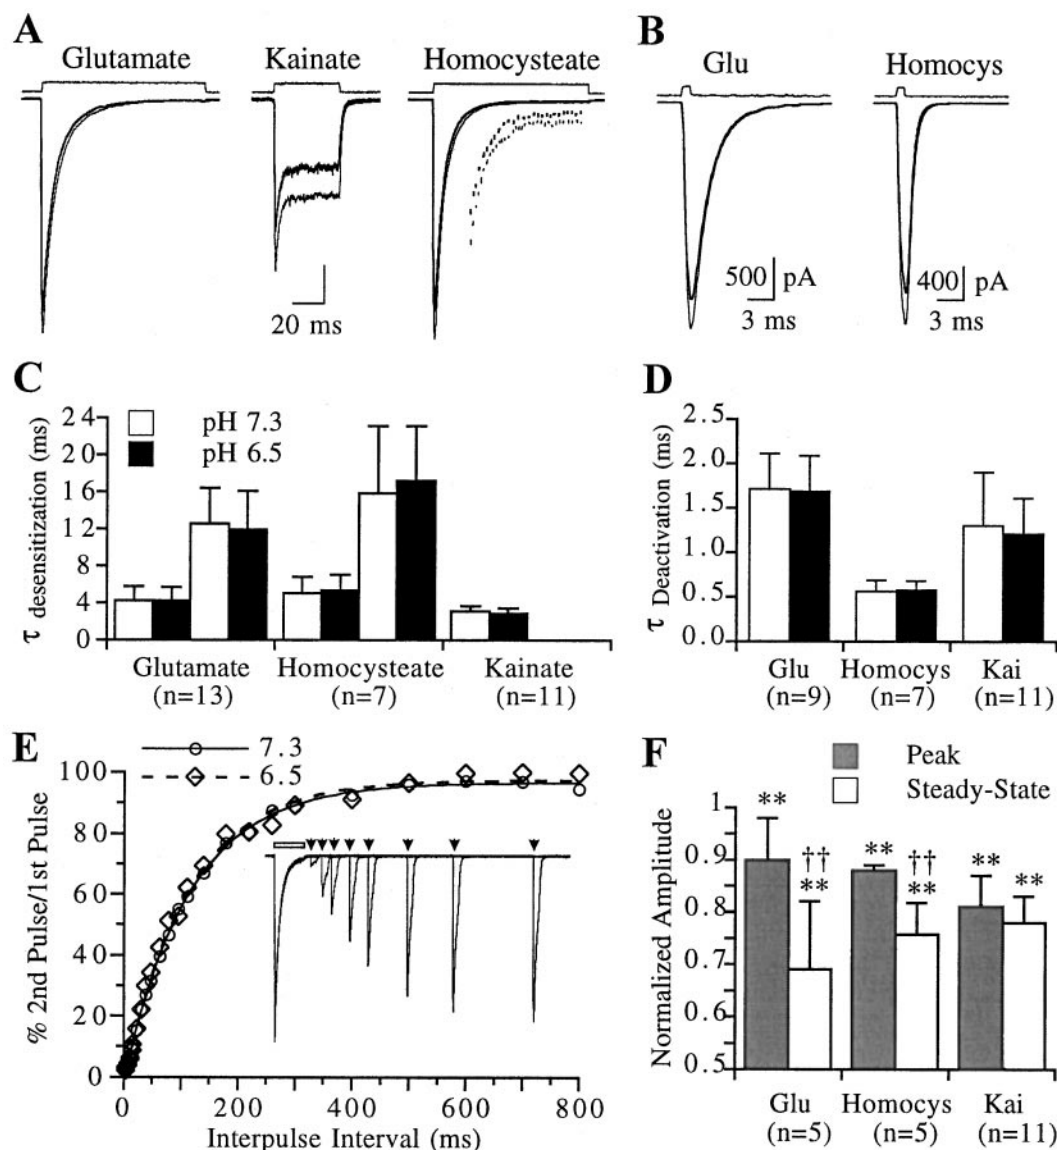 A
Glutamate
Kainate
Homocysteate
20 ms
B
Glu
Homocys
500 pA
3 ms
400 pA
3 ms
C
τ desensitization (ms)
24
20
16
12
8
4
0
pH 7.3
pH 6.5
Glutamate
(n=13)
Homocysteate
(n=7)
Kainate
(n=11)
D
τ Deactivation (ms)
2.5
2.0
1.5
1.0
0.5
0.0
Glu
(n=9)
Homocys
(n=7)
Kai
(n=11)
E
7.3
6.5
% 2nd Pulse/1st Pulse
100
80
60
40
20
0
0 200 400 600 800
Interpulse Interval (ms)
F
Peak
Steady-State
Normalized Amplitude
1
0.9
0.8
0.7
0.6
0.5
**
††
**
**
††
**
**
**
Glu
(n=5)
Homocys
(n=5)
Kai
(n=11)